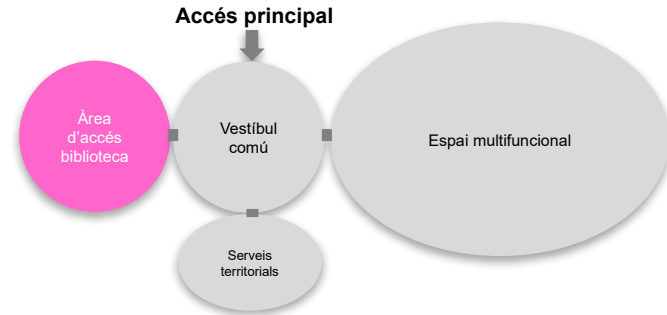 Accés principal
Àrea
d'accés
biblioteca
Vestíbul
comú
Espai multifuncional
Serveis
territorials